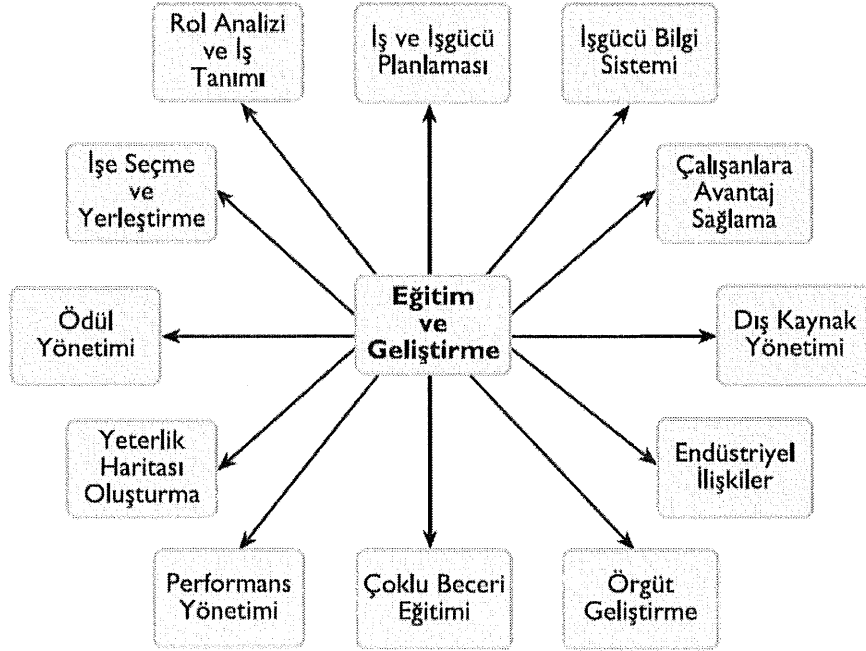 Rol Analizi
ve İş
Tanımı
İş ve İşgücü
Planlaması
İşgücü Bilgi
Sistemi
İşe Seçme
ve
Yerleştirme
Çalışanlara
Avantaj
Sağlama
Eğitim
ve
Geliştirme
Ödül
Yönetimi
Dış Kaynak
Yönetimi
Yeterlik
Haritası
Oluşturma
Endüstriyel
İlişkiler
Performans
Yönetimi
Çoklu Beceri
Eğitimi
Örgüt
Geliştirme